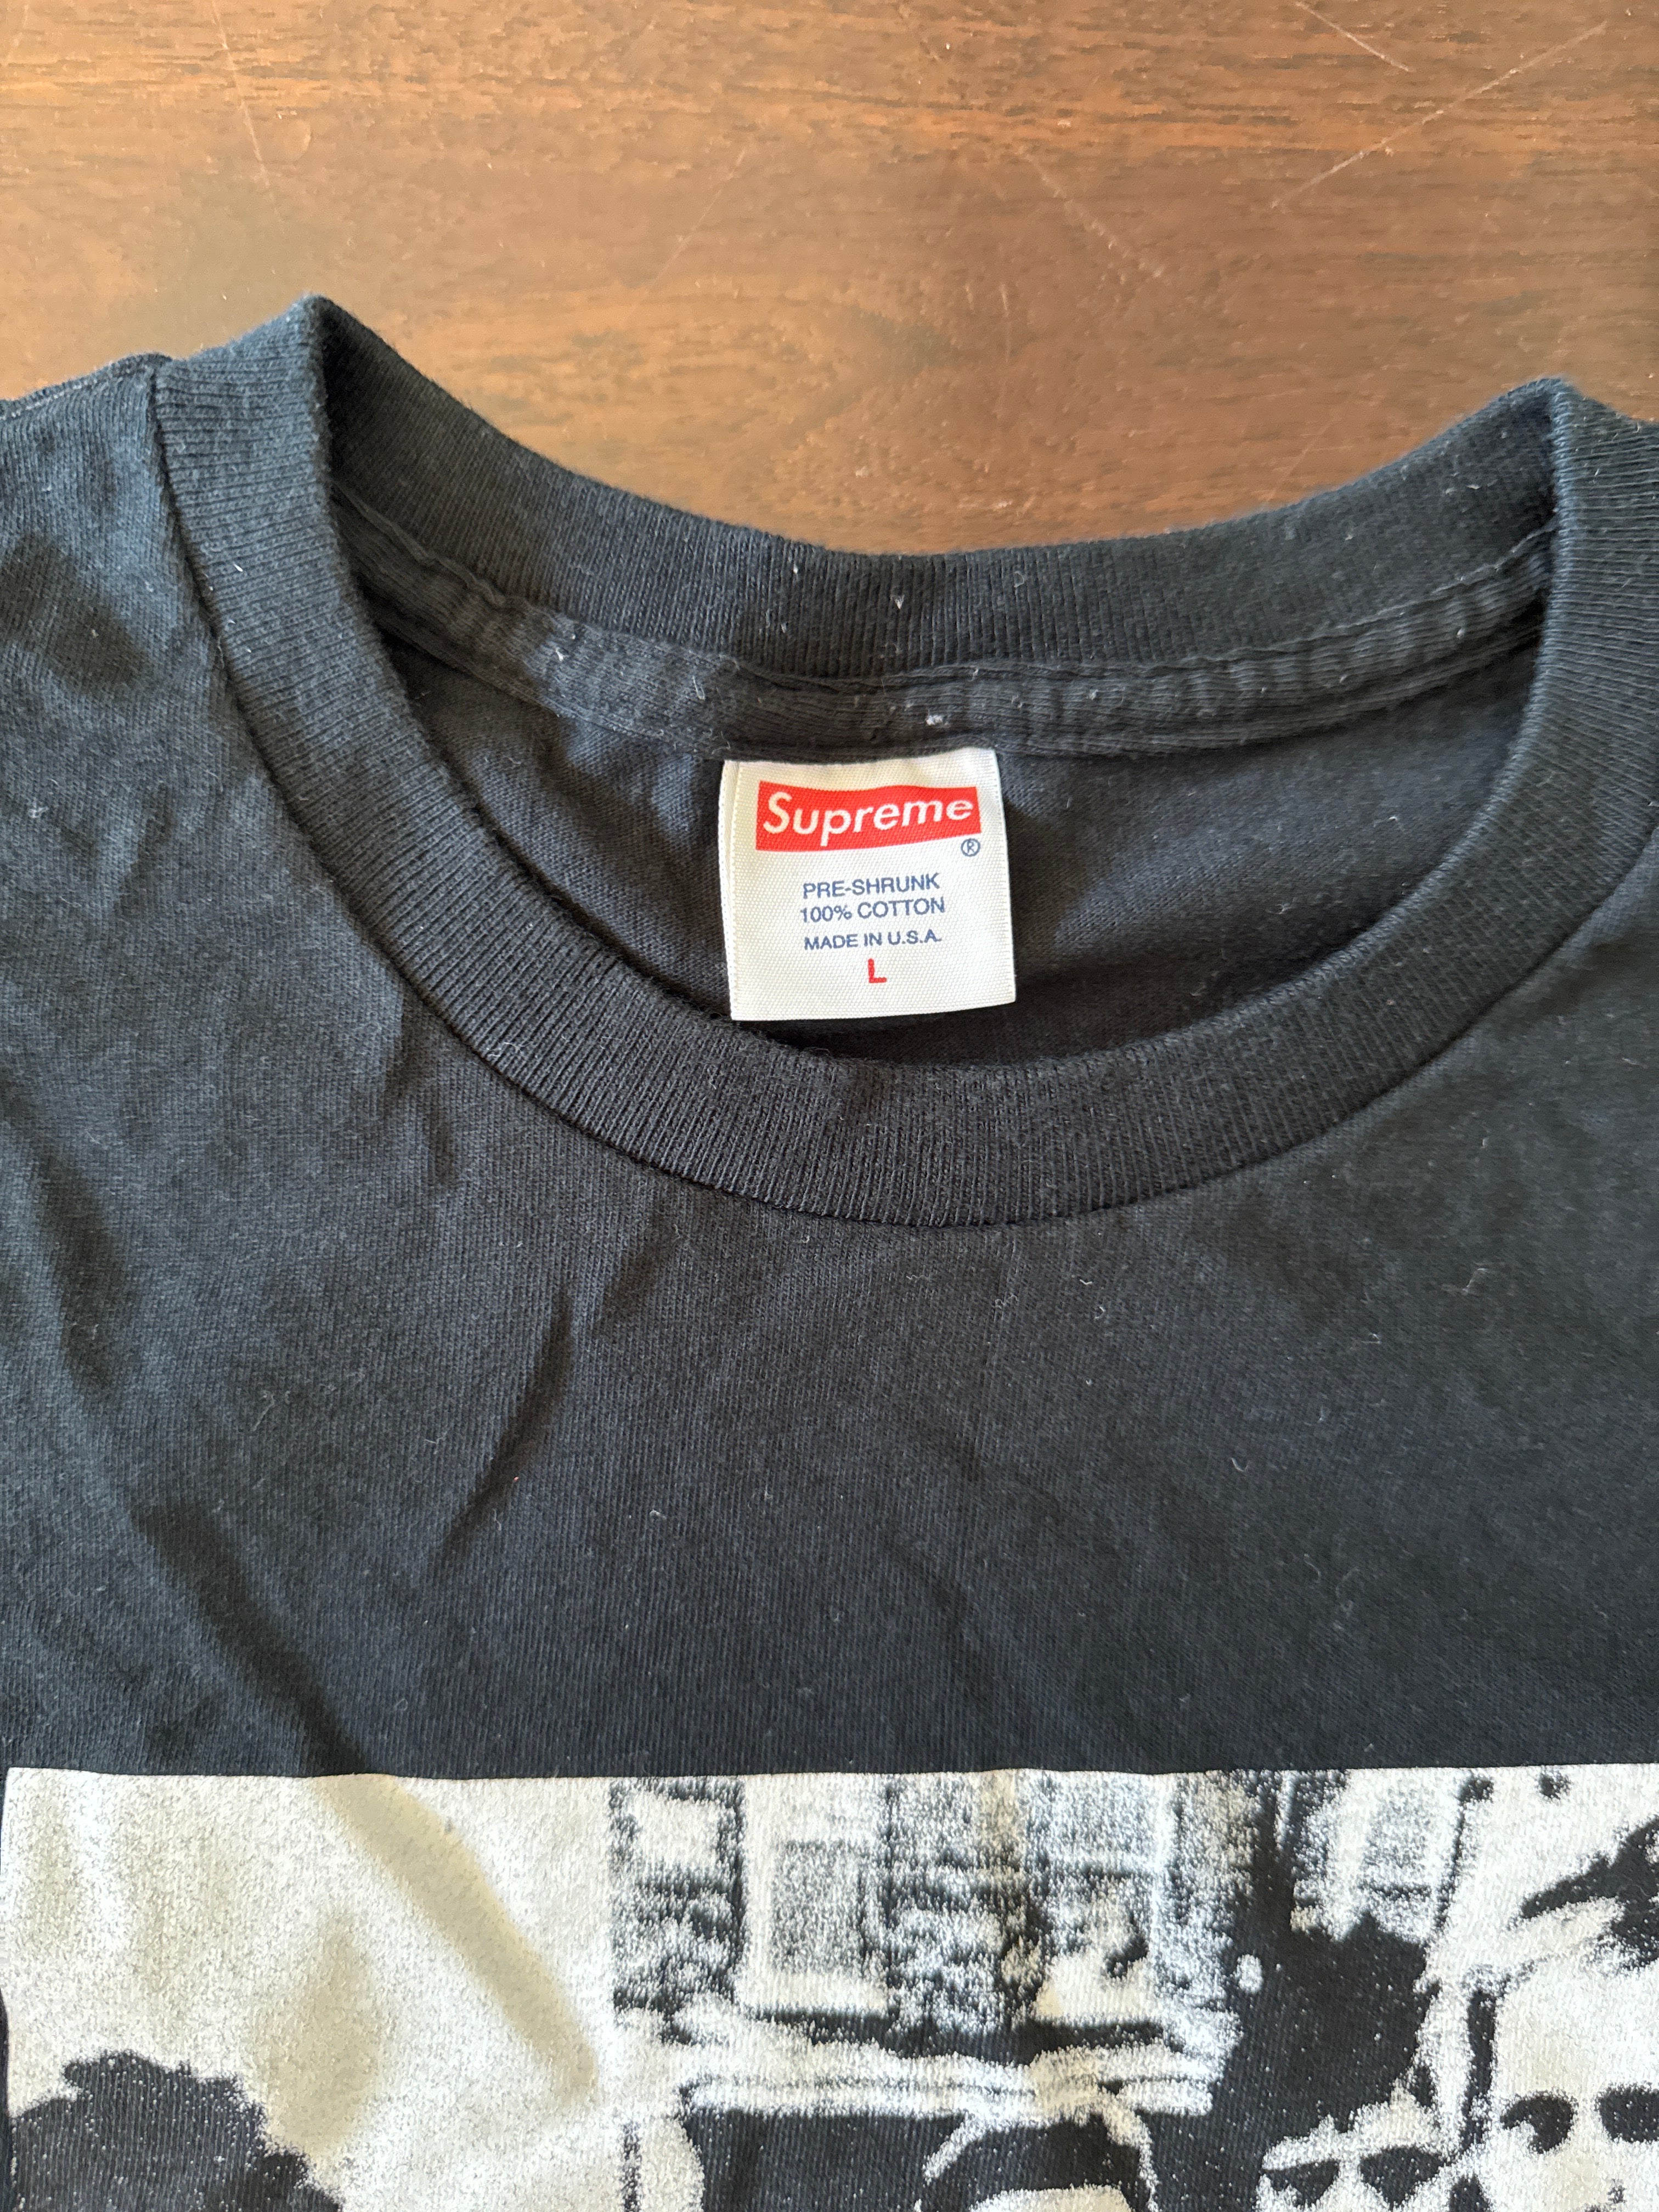 Supreme
®
PRE-SHRUNK
100% COTTON
MADE IN U.S.A.
L